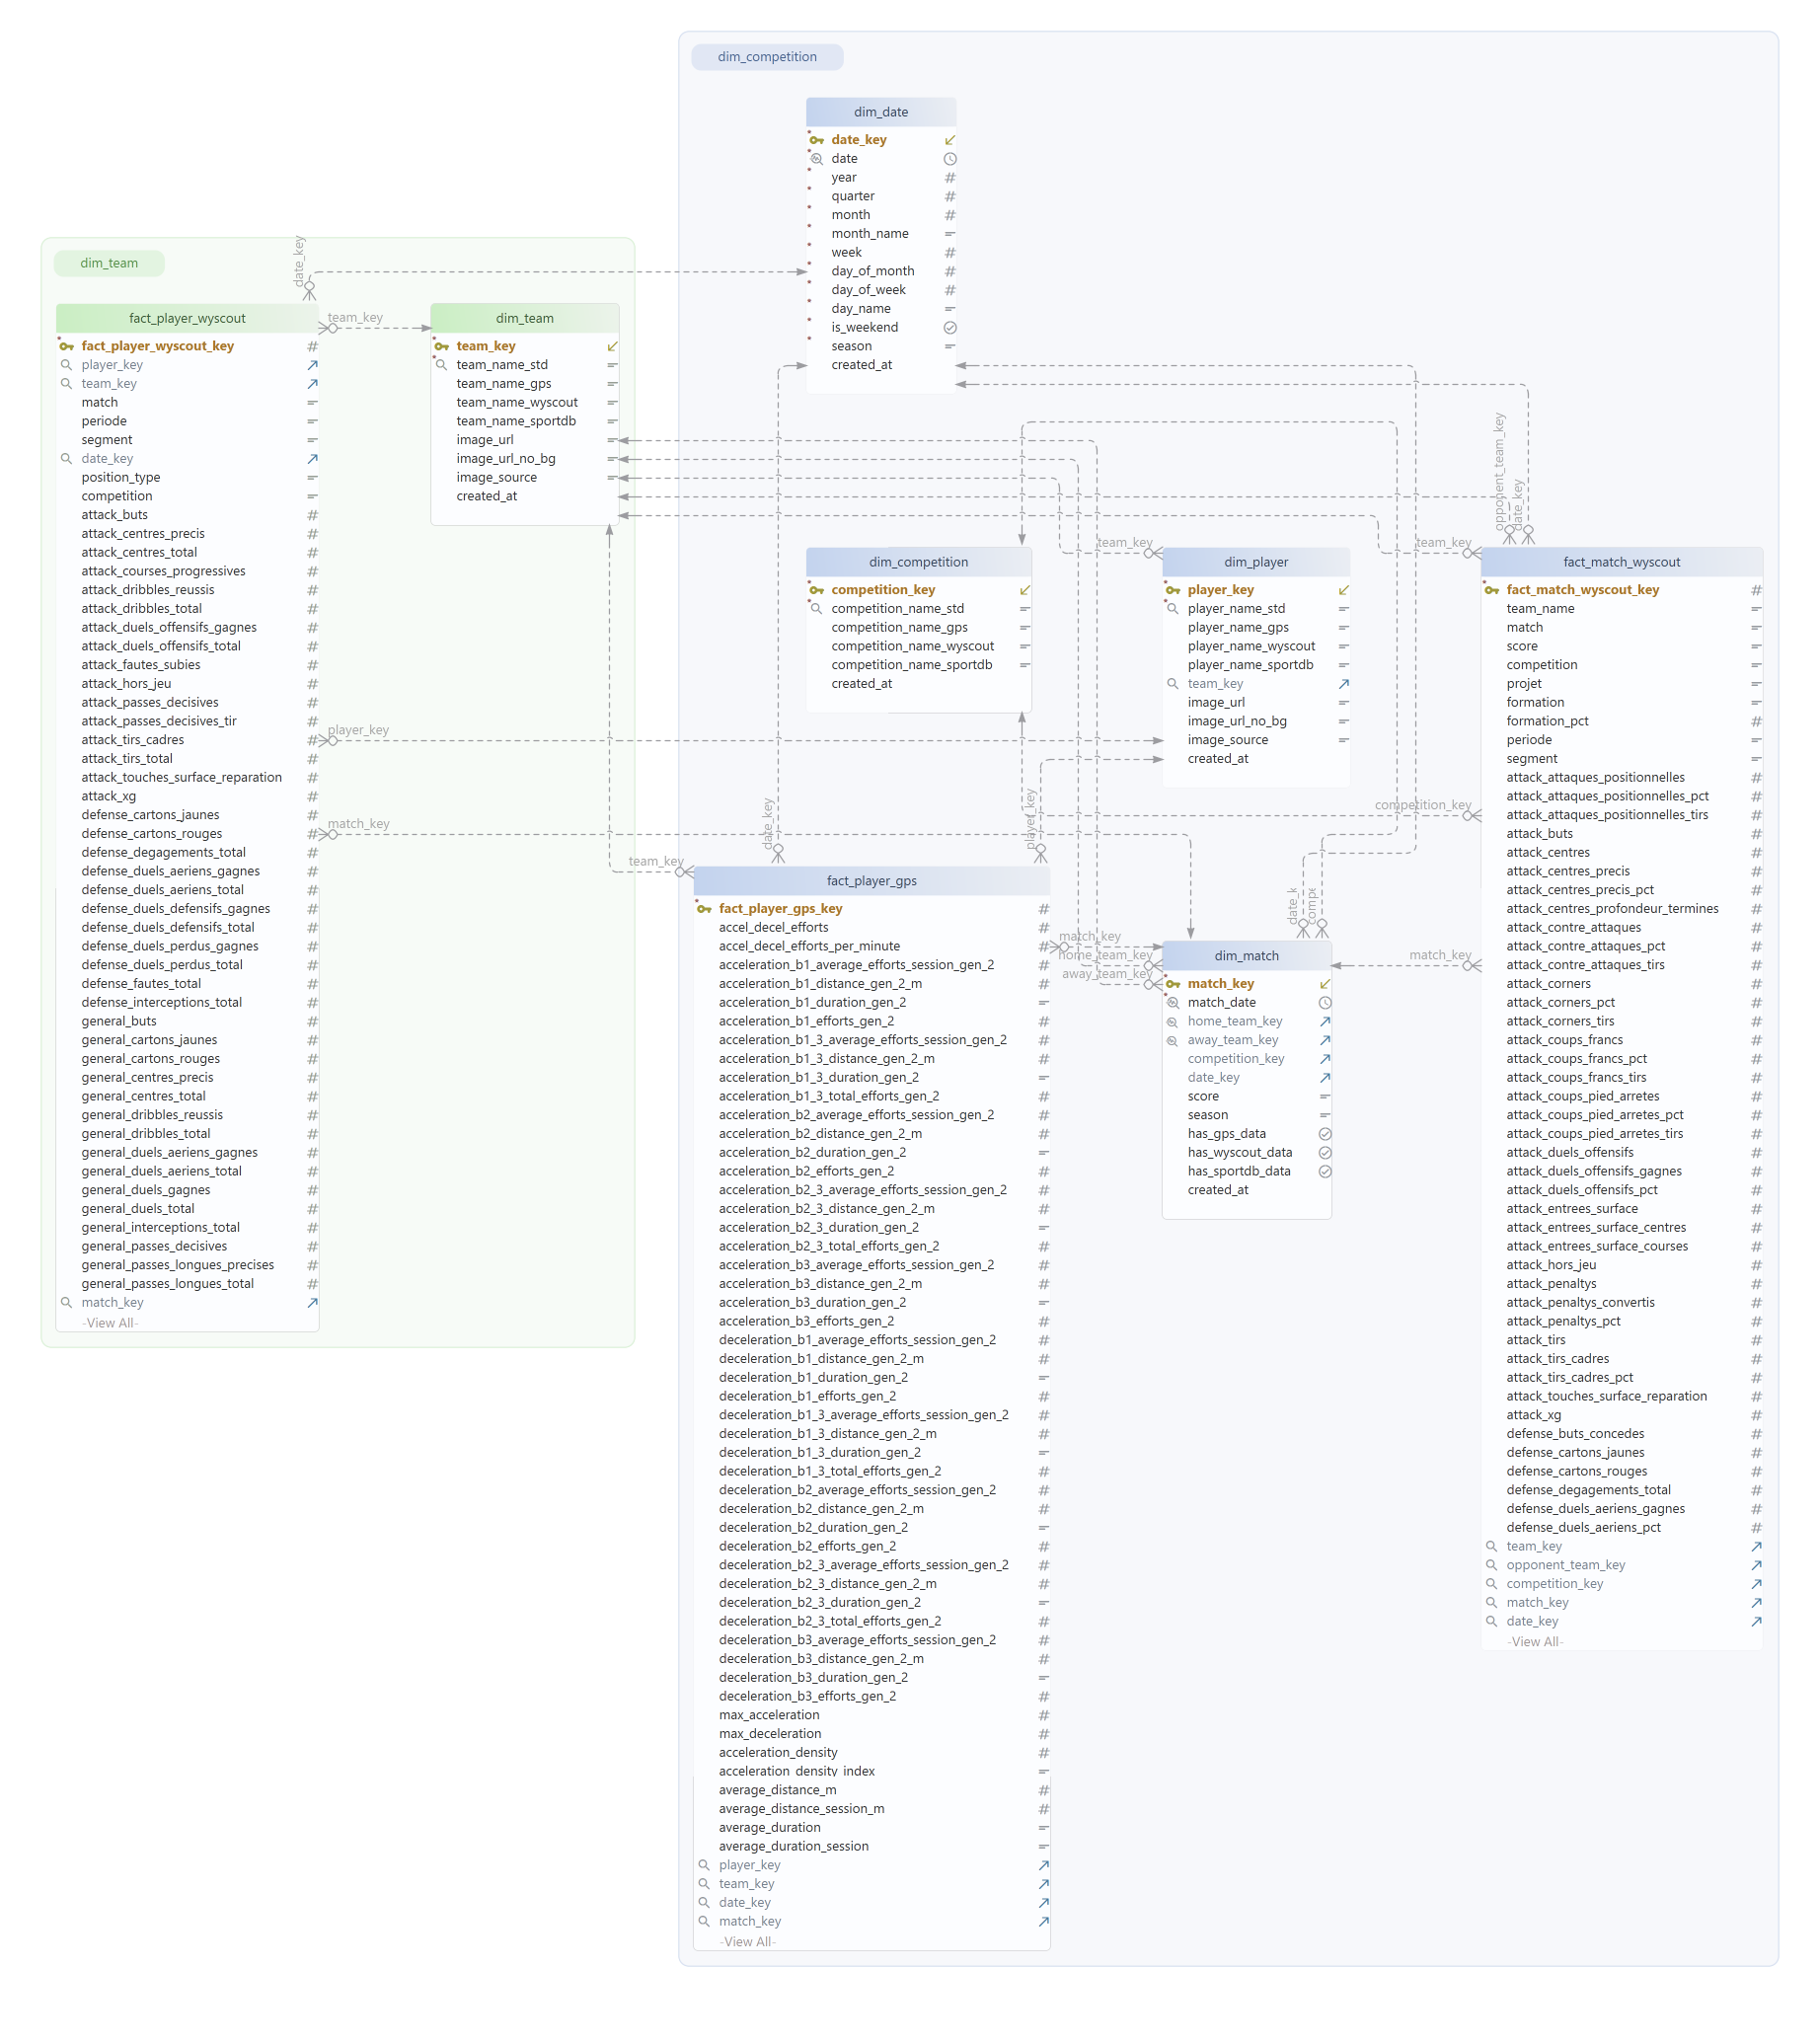 dim_competition
dim_date
date_key
date
year
quarter
month
month_name
week
day_of_month
day_of_week
day_name
is_weekend
season
created_at
dim_team
date_key
fact_player_wyscout
fact_player_wyscout_key
player_key
team_key
match
periode
segment
date_key
position_type
competition
attack_buts
attack_centres_precis
attack_centres_total
attack_courses_progressives
attack_dribbles_reussis
attack_dribbles_total
attack_duels_offensifs_gagnes
attack_duels_offensifs_total
attack_fautes_subies
attack_hors_jeu
attack_passes_decisives
attack_passes_decisives_tir
attack_tirs_cadres
attack_tirs_total
attack_touches_surface_reparation
attack_xg
defense_cartons_jaunes
defense_cartons_rouges
defense_degagements_total
defense_duels_aeriens_gagnes
defense_duels_aeriens_total
defense_duels_defensifs_gagnes
defense_duels_defensifs_total
defense_duels_perdus_gagnes
defense_duels_perdus_total
defense_fautes_total
defense_interceptions_total
general_buts
general_cartons_jaunes
general_cartons_rouges
general_centres_precis
general_centres_total
general_dribbles_reussis
general_dribbles_total
general_duels_aeriens_gagnes
general_duels_aeriens_total
general_duels_gagnes
general_duels_total
general_interceptions_total
general_passes_decisives
general_passes_longues_precises
general_passes_longues_total
match_key
-View All-
team_key
dim_team
team_key
team_name_std
team_name_gps
team_name_wyscout
team_name_sportdb
image_url
image_url_no_bg
image_source
created_at
player_key
match_key
team_key
dim_competition
competition_key
competition_name_std
competition_name_gps
competition_name_wyscout
competition_name_sportdb
created_at
team_key
dim_player
player_key
player_name_std
player_name_gps
player_name_wyscout
player_name_sportdb
team_key
image_url
image_url_no_bg
image_source
created_at
date_key
player_key
fact_player_gps
fact_player_gps_key
accel_decel_efforts
accel_decel_efforts_per_minute
acceleration_b1_average_efforts_session_gen_2
acceleration_b1_distance_gen_2_m
acceleration_b1_duration_gen_2
acceleration_b1_efforts_gen_2
acceleration_b1_3_average_efforts_session_gen_2
acceleration_b1_3_distance_gen_2_m
acceleration_b1_3_duration_gen_2
acceleration_b1_3_total_efforts_gen_2
acceleration_b2_average_efforts_session_gen_2
acceleration_b2_distance_gen_2_m
acceleration_b2_duration_gen_2
acceleration_b2_efforts_gen_2
acceleration_b2_3_average_efforts_session_gen_2
acceleration_b2_3_distance_gen_2_m
acceleration_b2_3_duration_gen_2
acceleration_b2_3_total_efforts_gen_2
acceleration_b3_average_efforts_session_gen_2
acceleration_b3_distance_gen_2_m
acceleration_b3_duration_gen_2
acceleration_b3_efforts_gen_2
deceleration_b1_average_efforts_session_gen_2
deceleration_b1_distance_gen_2_m
deceleration_b1_duration_gen_2
deceleration_b1_efforts_gen_2
deceleration_b1_3_average_efforts_session_gen_2
deceleration_b1_3_distance_gen_2_m
deceleration_b1_3_duration_gen_2
deceleration_b1_3_total_efforts_gen_2
deceleration_b2_average_efforts_session_gen_2
deceleration_b2_distance_gen_2_m
deceleration_b2_duration_gen_2
deceleration_b2_efforts_gen_2
deceleration_b2_3_average_efforts_session_gen_2
deceleration_b2_3_distance_gen_2_m
deceleration_b2_3_duration_gen_2
deceleration_b2_3_total_efforts_gen_2
deceleration_b3_average_efforts_session_gen_2
deceleration_b3_distance_gen_2_m
deceleration_b3_duration_gen_2
deceleration_b3_efforts_gen_2
max_acceleration
max_deceleration
acceleration_density
acceleration_density_index
average_distance_m
average_distance_session_m
average_duration
average_duration_session
player_key
team_key
date_key
match_key
-View All-
match_key
home_team_key
away_team_key
date_k
compe
dim_match
match_key
match_date
home_team_key
away_team_key
competition_key
date_key
score
season
has_gps_data
has_wyscout_data
has_sportdb_data
created_at
opponent_team_key
date_key
team_key
competition_key
match_key
fact_match_wyscout
fact_match_wyscout_key
team_name
match
score
competition
projet
formation
formation_pct
periode
segment
attack_attaques_positionnelles
attack_attaques_positionnelles_pct
attack_attaques_positionnelles_tirs
attack_buts
attack_centres
attack_centres_precis
attack_centres_precis_pct
attack_centres_profondeur_termines
attack_contre_attaques
attack_contre_attaques_pct
attack_contre_attaques_tirs
attack_corners
attack_corners_pct
attack_corners_tirs
attack_coups_francs
attack_coups_francs_pct
attack_coups_francs_tirs
attack_coups_pied_arretes
attack_coups_pied_arretes_pct
attack_coups_pied_arretes_tirs
attack_duels_offensifs
attack_duels_offensifs_gagnes
attack_duels_offensifs_pct
attack_entrees_surface
attack_entrees_surface_centres
attack_entrees_surface_courses
attack_hors_jeu
attack_penaltys
attack_penaltys_convertis
attack_penaltys_pct
attack_tirs
attack_tirs_cadres
attack_tirs_cadres_pct
attack_touches_surface_reparation
attack_xg
defense_buts_concedes
defense_cartons_jaunes
defense_cartons_rouges
defense_degagements_total
defense_duels_aeriens_gagnes
defense_duels_aeriens_pct
team_key
opponent_team_key
competition_key
match_key
date_key
-View All-